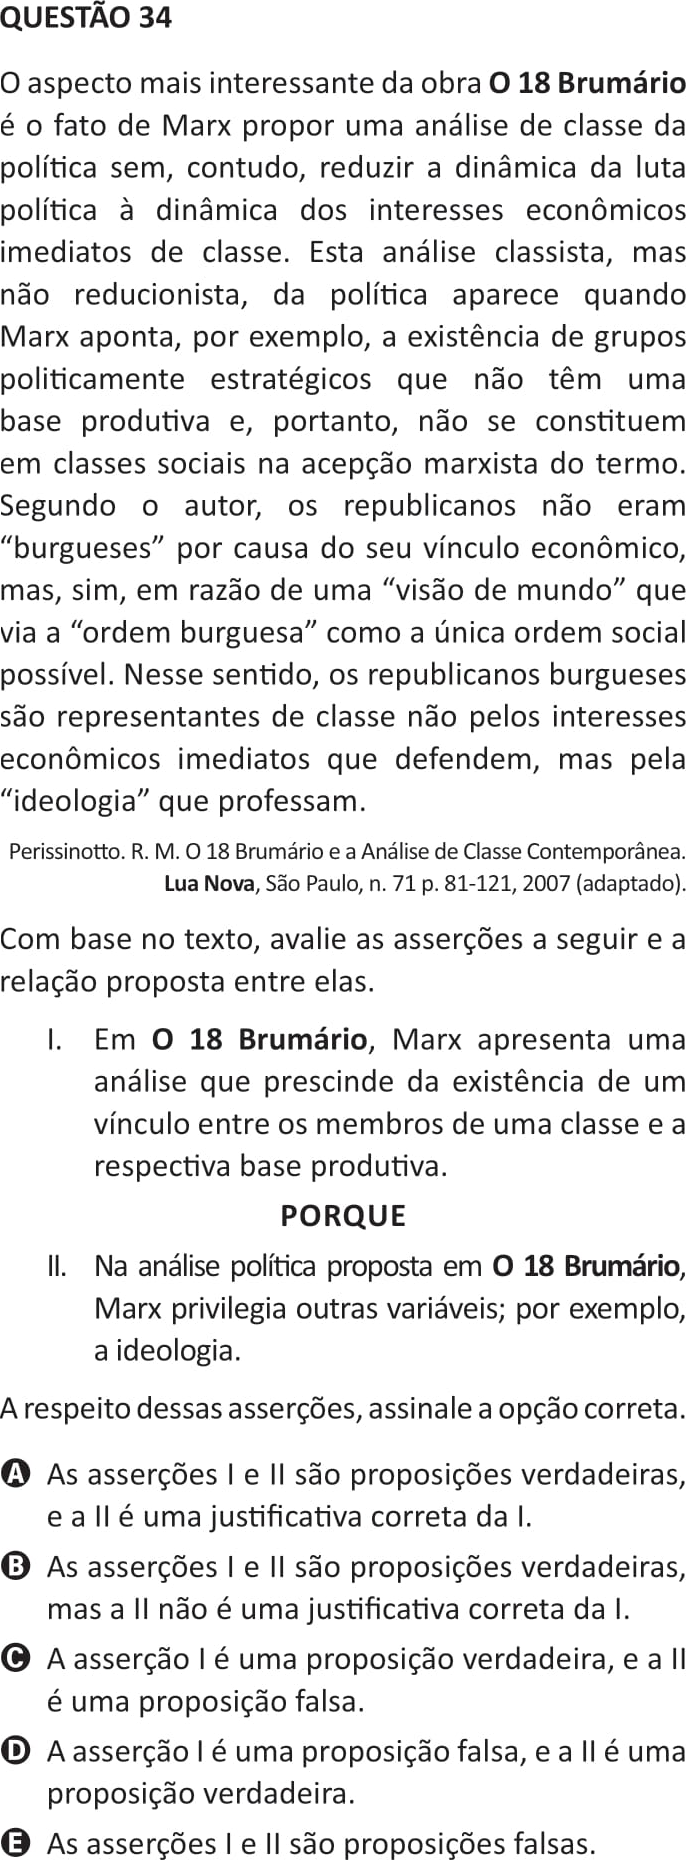 QUESTÃO 34
O aspecto mais interessante da obra O 18 Brumário
é o fato de Marx propor uma análise de classe da
política sem, contudo, reduzir a dinâmica da luta
política à dinâmica dos interesses econômicos
imediatos de classe. Esta análise classista, mas
não reducionista, da política aparece quando
Marx aponta, por exemplo, a existência de grupos
politicamente estratégicos que não têm uma
base produtiva e, portanto, não se constituem
em classes sociais na acepção marxista do termo.
Segundo o autor, os republicanos não eram
“burgueses” por causa do seu vínculo econômico,
mas, sim, em razão de uma “visão de mundo” que
via a “ordem burguesa” como a única ordem social
possível. Nesse sentido, os republicanos burgueses
são representantes de classe não pelos interesses
econômicos imediatos que defendem, mas pela
“ideologia” que professam.
Perissinotto. R. M. O 18 Brumário e a Análise de Classe Contemporânea.
Lua Nova, São Paulo, n. 71 p. 81-121, 2007 (adaptado).
Com base no texto, avalie as asserções a seguir e a
relação proposta entre elas.
I. Em O 18 Brumário, Marx apresenta uma
análise que prescinde da existência de um
vínculo entre os membros de uma classe e a
respectiva base produtiva.
PORQUE
II. Na análise política proposta em O 18 Brumário,
Marx privilegia outras variáveis; por exemplo,
a ideologia.
A respeito dessas asserções, assinale a opção correta.
A As asserções I e II são proposições verdadeiras,
e a II é uma justificativa correta da I.
B As asserções I e II são proposições verdadeiras,
mas a II não é uma justificativa correta da I.
C A asserção I é uma proposição verdadeira, e a II
é uma proposição falsa.
D A asserção I é uma proposição falsa, e a II é uma
proposição verdadeira.
E As asserções I e II são proposições falsas.